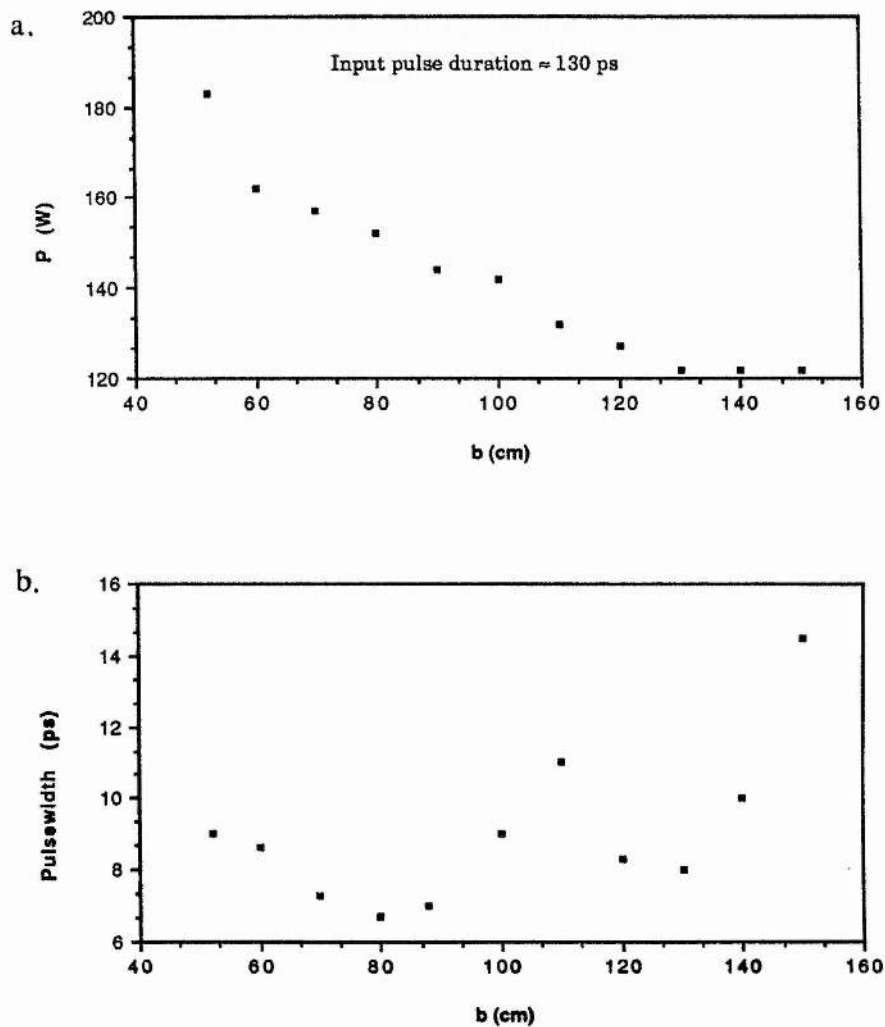 a.
200
180
160
140
120
P (W)
Input pulse duration ≈ 130 ps
40 60 80 100 120 140 160
b (cm)
b.
16
14
12
10
8
6
Pulsewidth (ps)
40 60 80 100 120 140 160
b (cm)